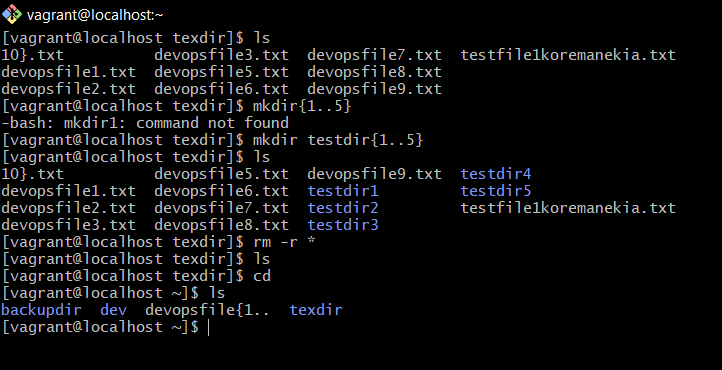 vagrant@localhost:~
[vagrant@localhost texdir]$ ls
10}.txt           devopsfile3.txt  devopsfile7.txt  testfile1koremanekia.txt
devopsfile1.txt  devopsfile5.txt  devopsfile8.txt
devopsfile2.txt  devopsfile6.txt  devopsfile9.txt
[vagrant@localhost texdir]$ mkdir{1..5}
-bash: mkdir1: command not found
[vagrant@localhost texdir]$ mkdir testdir{1..5}
[vagrant@localhost texdir]$ ls
10}.txt           devopsfile5.txt  devopsfile9.txt  testdir4
devopsfile1.txt  devopsfile6.txt  testdir1         testdir5
devopsfile2.txt  devopsfile7.txt  testdir2         testfile1koremanekia.txt
devopsfile3.txt  devopsfile8.txt  testdir3
[vagrant@localhost texdir]$ rm -r *
[vagrant@localhost texdir]$ ls
[vagrant@localhost texdir]$ cd
[vagrant@localhost ~]$ ls
backupdir  dev  devopsfile{1..  texdir
[vagrant@localhost ~]$